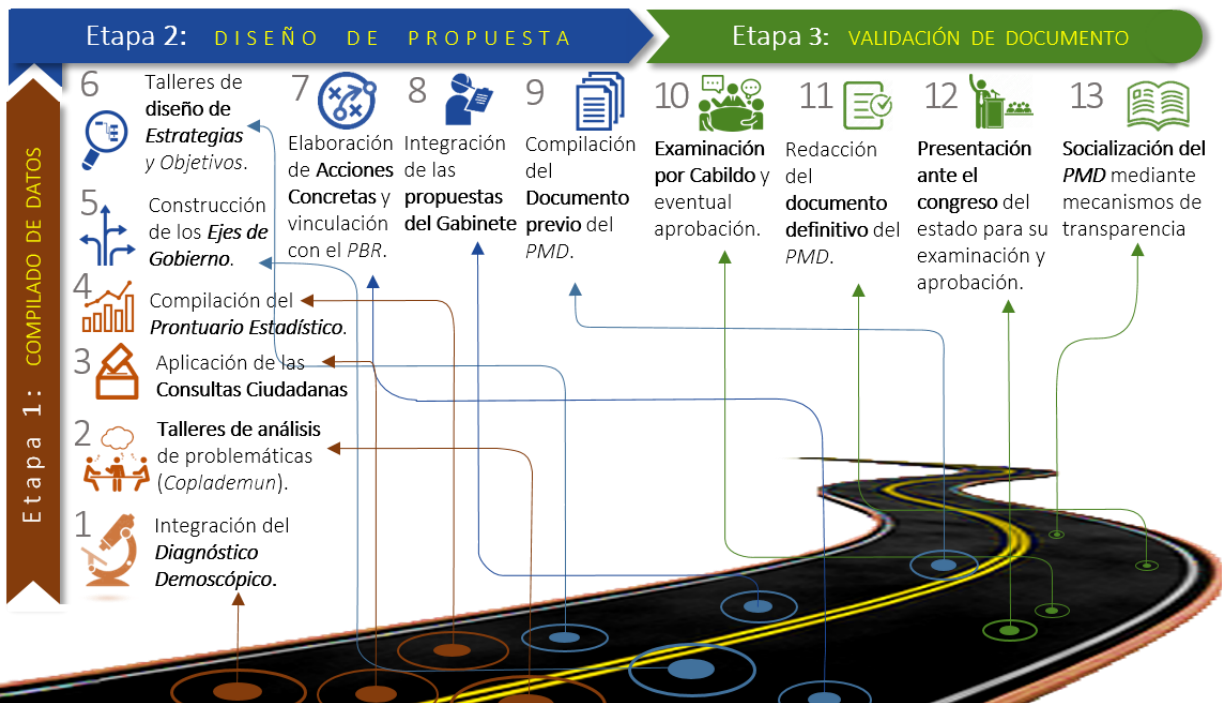 Etapa 2: DISEÑO DE PROPUESTA
Etapa 3: VALIDACIÓN DE DOCUMENTO
Etapa 1: COMPILADO DE DATOS
6
Talleres de
diseño de
Estrategias
y Objetivos.
5
Construcción
de los Ejes de
Gobierno.
4
Compilación del
Prontuario Estadístico.
3
Aplicación de las
Consultas Ciudadanas
2
Talleres de análisis
de problemáticas
(Coplademun).
1
Integración del
Diagnóstico
Demoscópico.
7
Elaboración
de Acciones
Concretas y
vinculación
con el PBR.
8
Integración
de las
propuestas
del Gabinete
9
Compilación
del
Documento
previo del
PMD.
10
Examinación
por Cabildo y
eventual
aprobación.
11
Redacción
del
documento
definitivo del
PMD.
12
Presentación
ante el
congreso del
estado para su
examinación y
aprobación.
13
Socialización del
PMD mediante
mecanismos de
transparencia